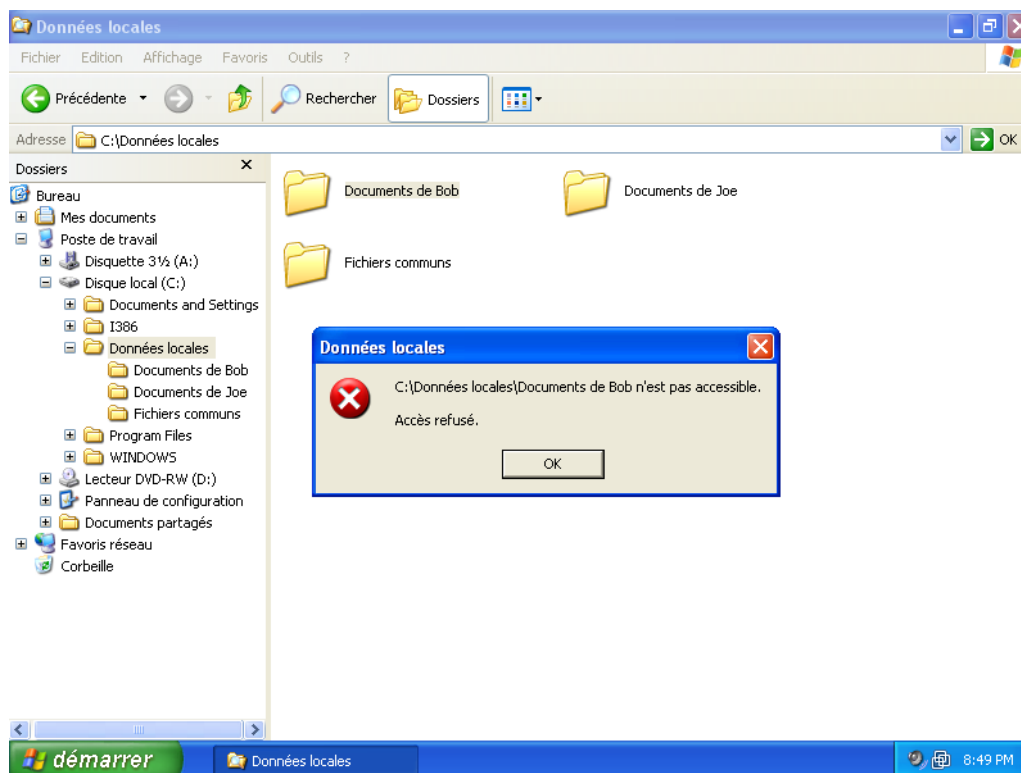 Données locales
Fichier Edition Affichage Favoris Outils ?
Précédente Rechercher Dossiers
Adresse C:\Données locales OK
Dossiers
Bureau
Mes documents
Poste de travail
Disquette 3½ (A:)
Disque local (C:)
Documents and Settings
I386
Données locales
Documents de Bob
Documents de Joe
Fichiers communs
Program Files
WINDOWS
Lecteur DVD-RW (D:)
Panneau de configuration
Documents partagés
Favoris réseau
Corbeille
Documents de Bob Documents de Joe
Fichiers communs
Données locales
C:\Données locales\Documents de Bob n'est pas accessible.
Accès refusé.
OK
démarrer Données locales 8:49 PM